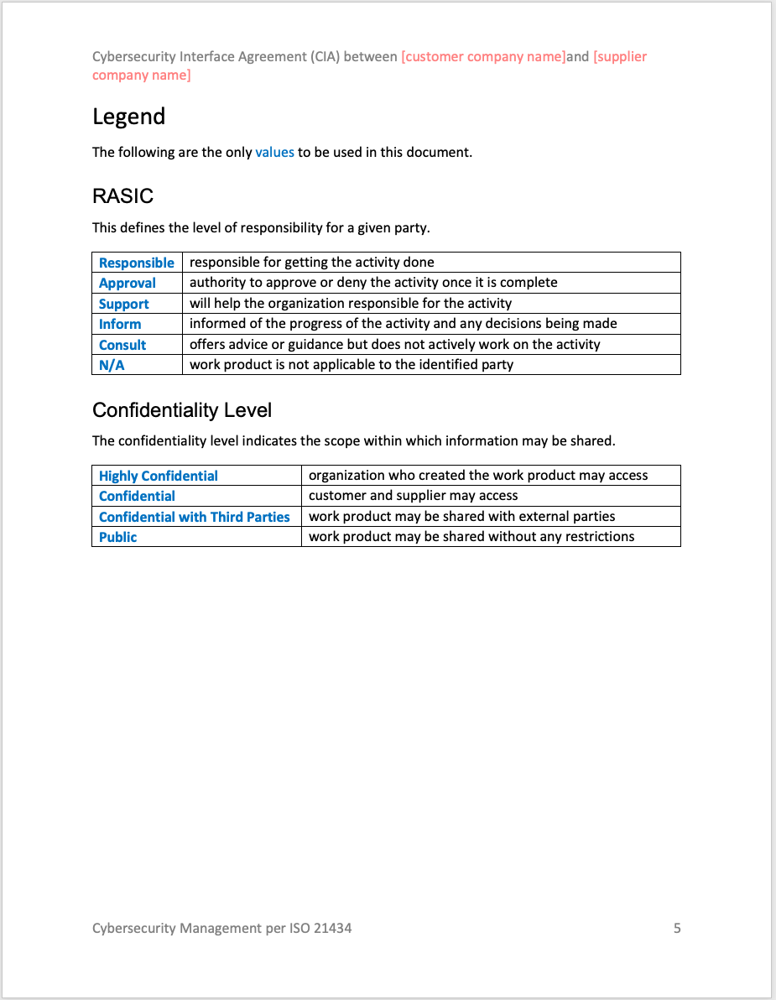 Cybersecurity Interface Agreement (CIA) between [customer company name]and [supplier
company name]
Legend
The following are the only values to be used in this document.
RASIC
This defines the level of responsibility for a given party.
Responsible responsible for getting the activity done
Approval authority to approve or deny the activity once it is complete
Support will help the organization responsible for the activity
Inform informed of the progress of the activity and any decisions being made
Consult offers advice or guidance but does not actively work on the activity
N/A work product is not applicable to the identified party
Confidentiality Level
The confidentiality level indicates the scope within which information may be shared.
Highly Confidential organization who created the work product may access
Confidential customer and supplier may access
Confidential with Third Parties work product may be shared with external parties
Public work product may be shared without any restrictions
Cybersecurity Management per ISO 21434 5